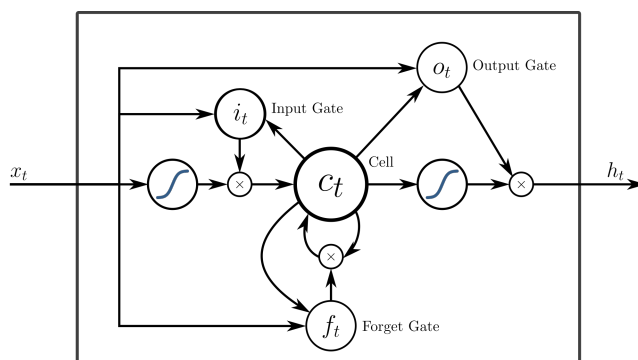 o_t Output Gate
i_t Input Gate
x_t
×
c_t Cell
×
h_t
×
f_t Forget Gate